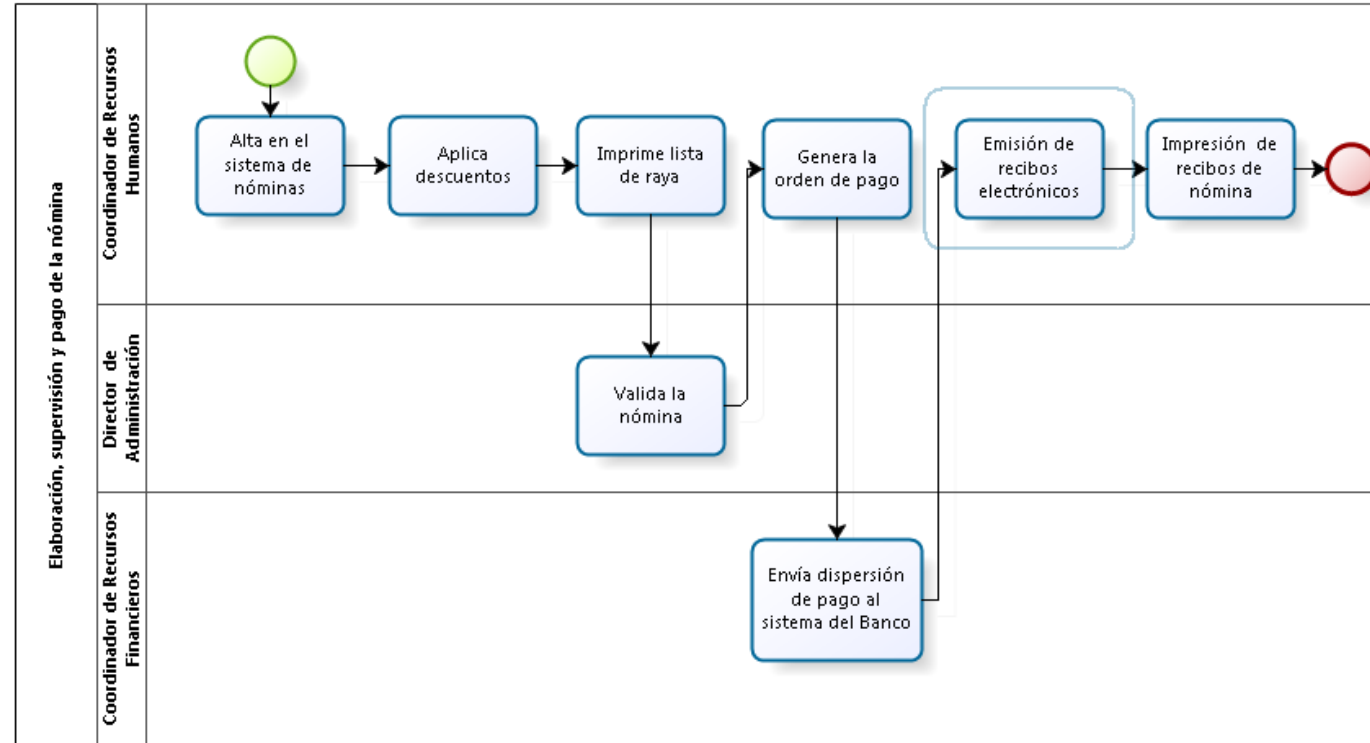 Elaboración, supervisión y pago de la nómina
Coordinador de Recursos
Humanos
Alta en el
sistema de
nóminas
Aplica
descuentos
Imprime lista
de raya
Genera la
orden de pago
Emisión de
recibos
electrónicos
Impresión de
recibos de
nómina
Director de
Administración
Valida la
nómina
Coordinador de Recursos
Financieros
Envía dispersión
de pago al
sistema del Banco